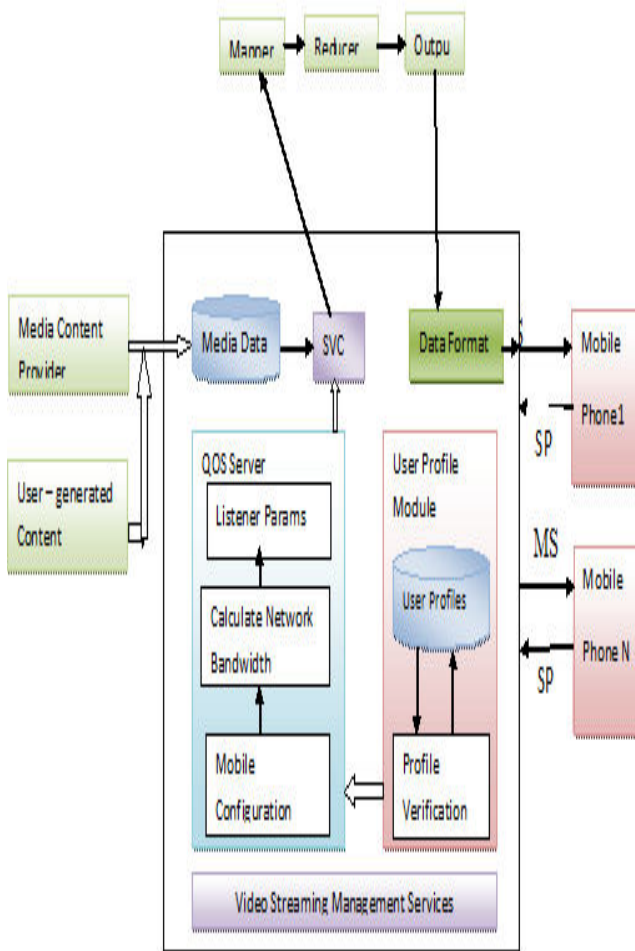 Manner
Reducer
Outpu
Media Content
Provider
Media Data
SVC
Data Format
S
Mobile
Phone1
SP
User – generated
Content
QOS Server
Listener Params
Calculate Network
Bandwidth
Mobile
Configuration
User Profile
Module
User Profiles
Profile
Verification
MS
Mobile
Phone N
SP
Video Streaming Management Services